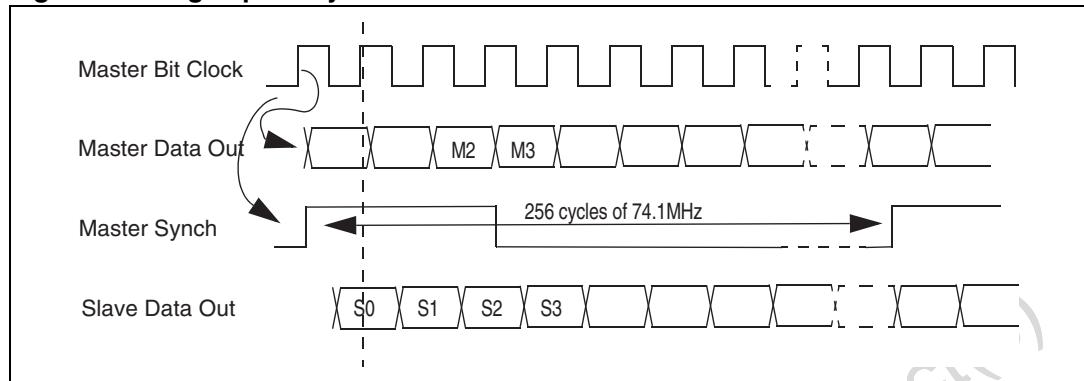 Master Bit Clock
Master Data Out
M2 M3
Master Synch
256 cycles of 74.1MHz
Slave Data Out
S0 S1 S2 S3